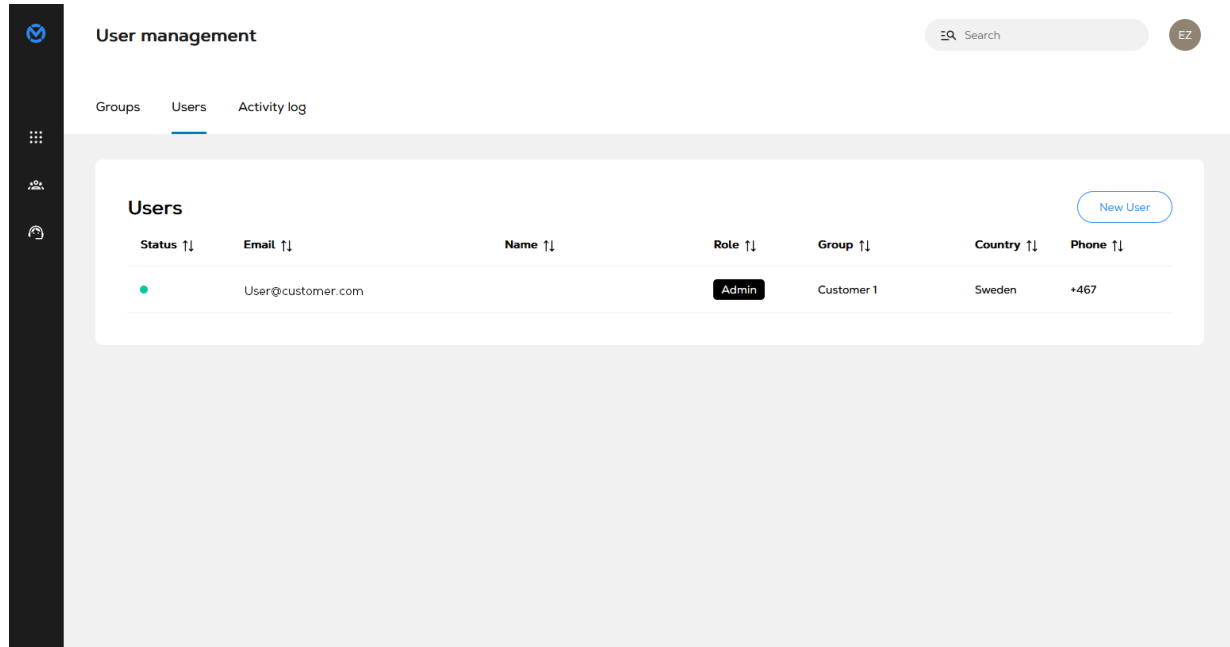 User management
Search
EZ
Groups Users Activity log
Users
New User
Status ↑↓ Email ↑↓ Name ↑↓ Role ↑↓ Group ↑↓ Country ↑↓ Phone ↑↓
User@customer.com Admin Customer 1 Sweden +467